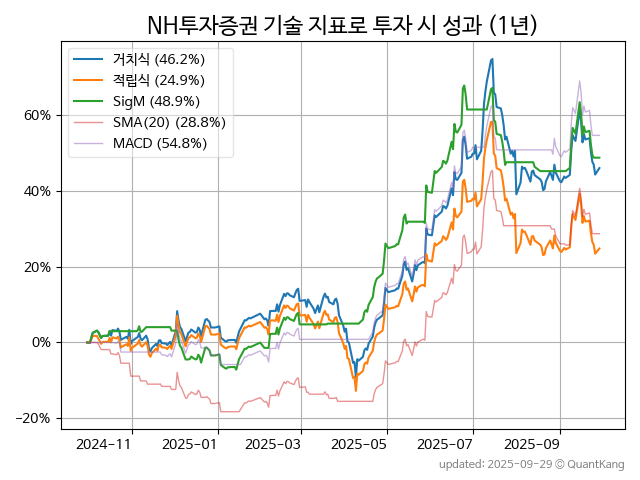 NH투자증권 기술 지표로 투자 시 성과 (1년)
거치식 (46.2%)
적립식 (24.9%)
SigM (48.9%)
SMA(20) (28.8%)
MACD (54.8%)
60%
40%
20%
0%
−20%
2024-11
2025-01
2025-03
2025-05
2025-07
2025-09
updated: 2025-09-29 © QuantKang